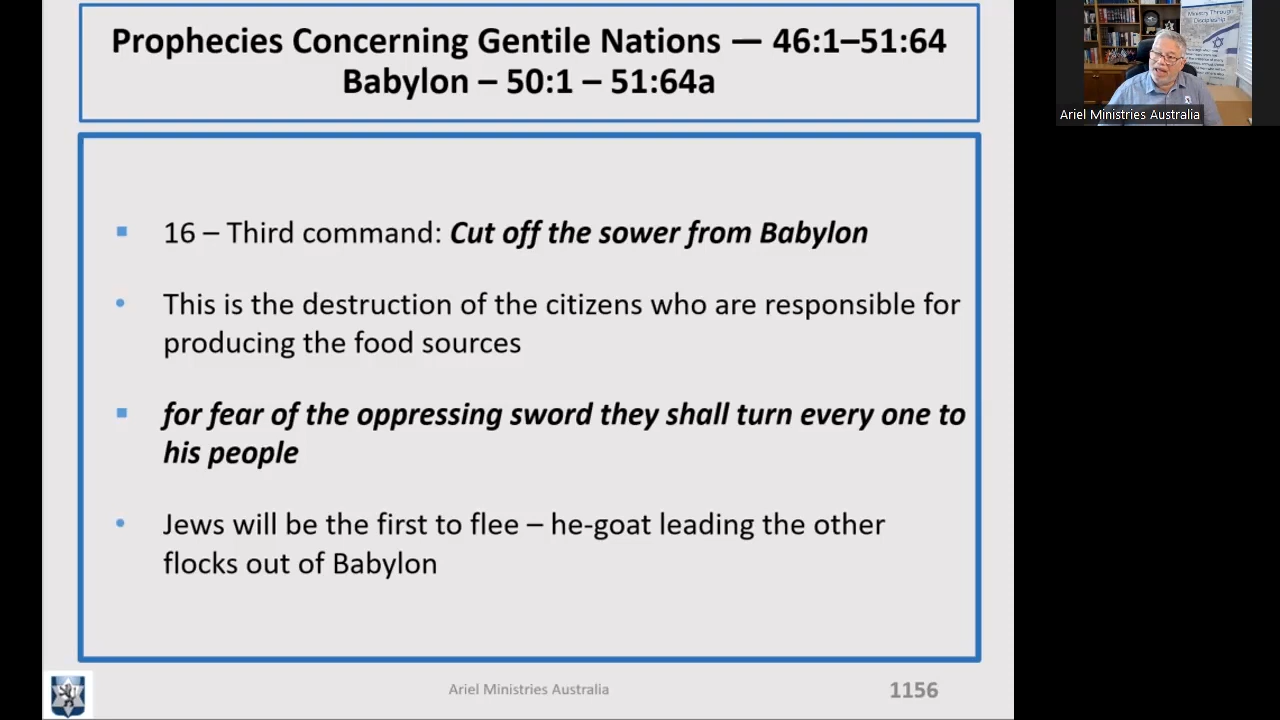 Prophecies Concerning Gentile Nations — 46:1–51:64
Babylon – 50:1 – 51:64a
16 – Third command: Cut off the sower from Babylon
This is the destruction of the citizens who are responsible for
producing the food sources
for fear of the oppressing sword they shall turn every one to
his people
Jews will be the first to flee – he-goat leading the other
flocks out of Babylon
Ariel Ministries Australia
1156
Ministry Through
Discipleship
Ariel Ministries Australia